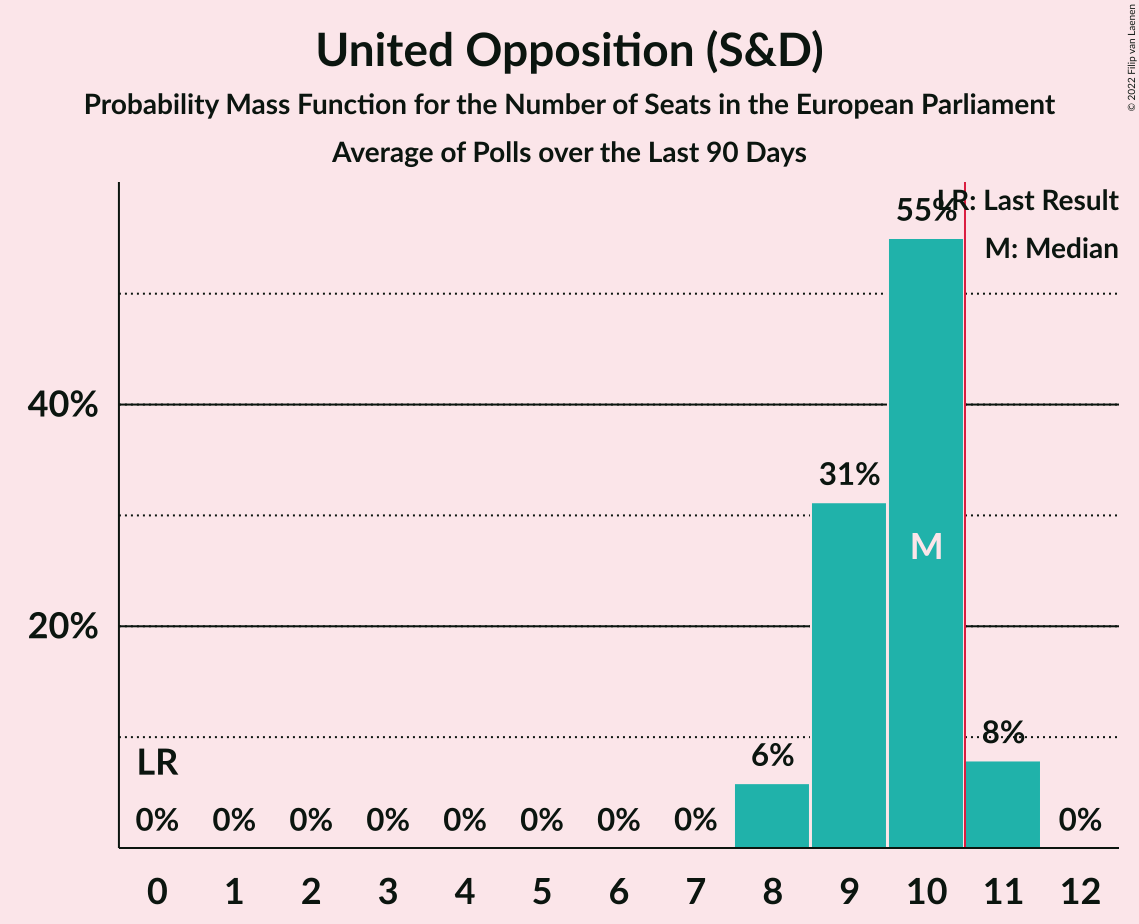 United Opposition (S&D)
Probability Mass Function for the Number of Seats in the European Parliament
Average of Polls over the Last 90 Days
© 2022 Filip van Laenen
LR: Last Result
M: Median
55%
40%
31%
M
20%
8%
6%
LR
0% 0% 0% 0% 0% 0% 0% 0% 0%
0 1 2 3 4 5 6 7 8 9 10 11 12